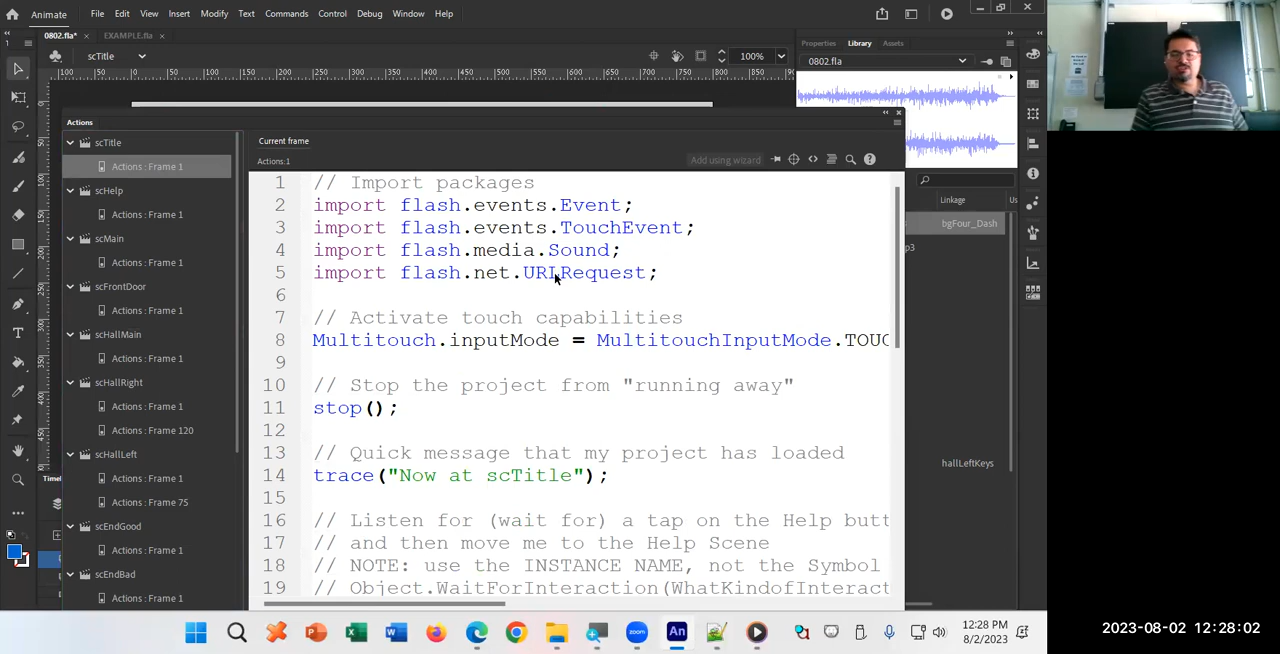 Animate File Edit View Insert Modify Text Commands Control Debug Window Help
0802.fla* EXAMPLE.fla
scTitle 100%
Properties Library Assets
0802.fla
Actions
scTitle
Actions : Frame 1
scHelp
Actions : Frame 1
scMain
Actions : Frame 1
scFrontDoor
Actions : Frame 1
scHallMain
Actions : Frame 1
scHallRight
Actions : Frame 1
Actions : Frame 120
scHallLeft
Actions : Frame 1
Actions : Frame 75
scEndGood
Actions : Frame 1
scEndBad
Actions : Frame 1
Current frame
Actions:1 Add using wizard
1 // Import packages
2 import flash.events.Event;
3 import flash.events.TouchEvent;
4 import flash.media.Sound;
5 import flash.net.URLRequest;
6
7 // Activate touch capabilities
8 Multitouch.inputMode = MultitouchInputMode.TOUC
9
10 // Stop the project from "running away"
11 stop();
12
13 // Quick message that my project has loaded
14 trace("Now at scTitle");
15
16 // Listen for (wait for) a tap on the Help butt
17 // and then move me to the Help Scene
18 // NOTE: use the INSTANCE NAME, not the Symbol
19 // Object.WaitForInteraction(WhatKindofInterac
Linkage Us
bgFour_Dash
p3
hallLeftKeys
Timel
12:28 PM
8/2/2023
2023-08-02 12:28:02